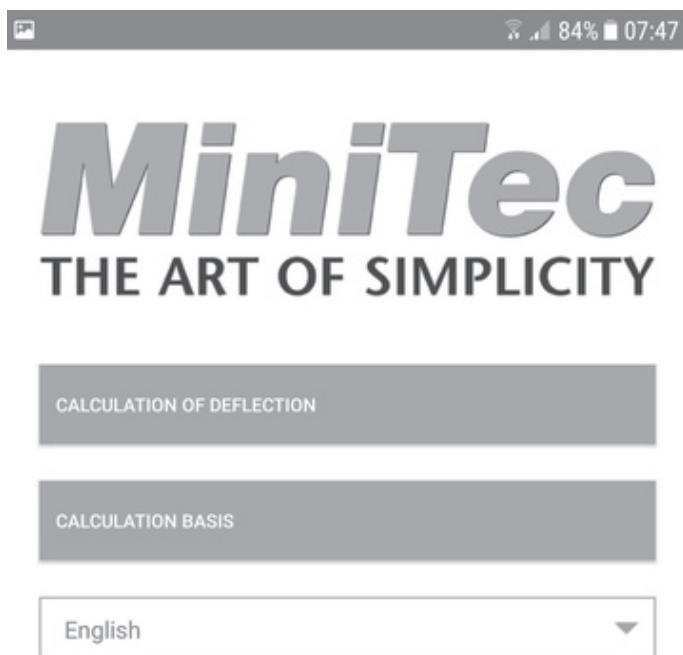 84% 07:47
MiniTec
THE ART OF SIMPLICITY
CALCULATION OF DEFLECTION
CALCULATION BASIS
English